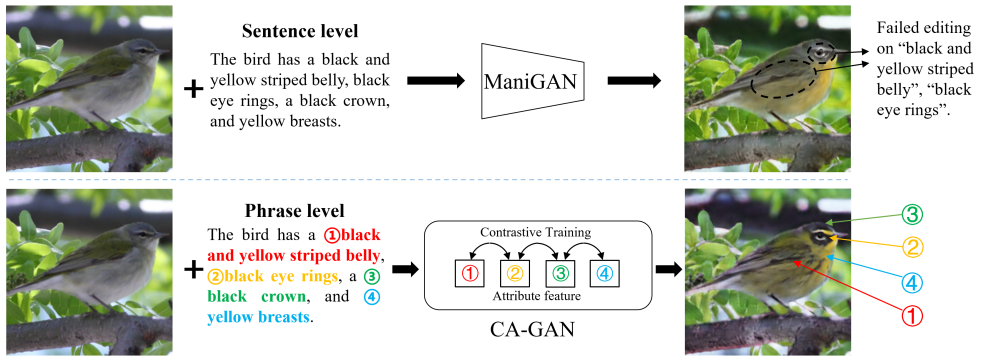 Sentence level
The bird has a black and
yellow striped belly, black
eye rings, a black crown,
and yellow breasts.
+
ManiGAN
Failed editing
on “black and
yellow striped
belly”, “black
eye rings”.
Phrase level
The bird has a ①black
and yellow striped belly,
②black eye rings, a ③
black crown, and ④
yellow breasts.
+
Contrastive Training
① ② ③ ④
Attribute feature
CA-GAN
③
②
④
①